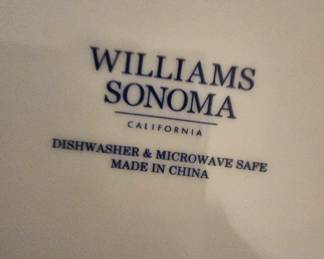 WILLIAMS
SONOMA
CALIFORNIA
DISHWASHER & MICROWAVE SAFE
MADE IN CHINA